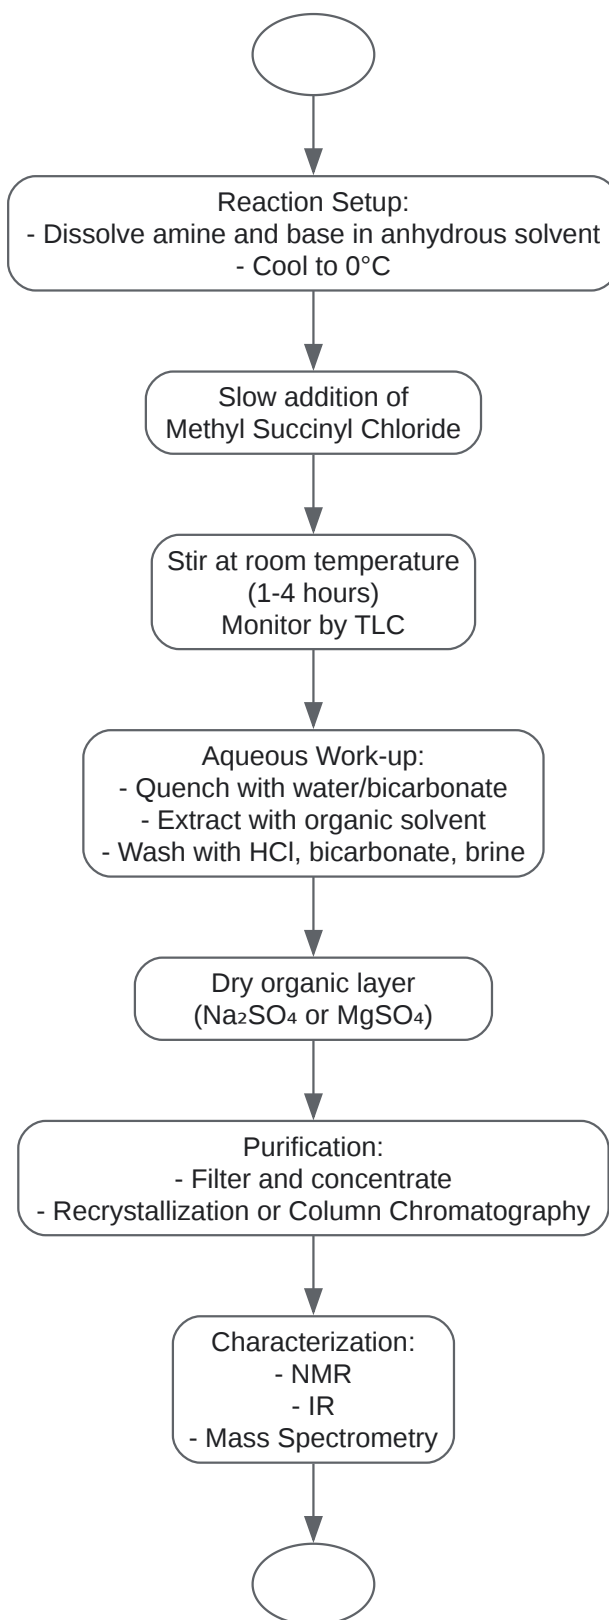 Reaction Setup:
- Dissolve amine and base in anhydrous solvent
- Cool to 0°C
Slow addition of
Methyl Succinyl Chloride
Stir at room temperature
(1-4 hours)
Monitor by TLC
Aqueous Work-up:
- Quench with water/bicarbonate
- Extract with organic solvent
- Wash with HCl, bicarbonate, brine
Dry organic layer
(Na₂SO₄ or MgSO₄)
Purification:
- Filter and concentrate
- Recrystallization or Column Chromatography
Characterization:
- NMR
- IR
- Mass Spectrometry